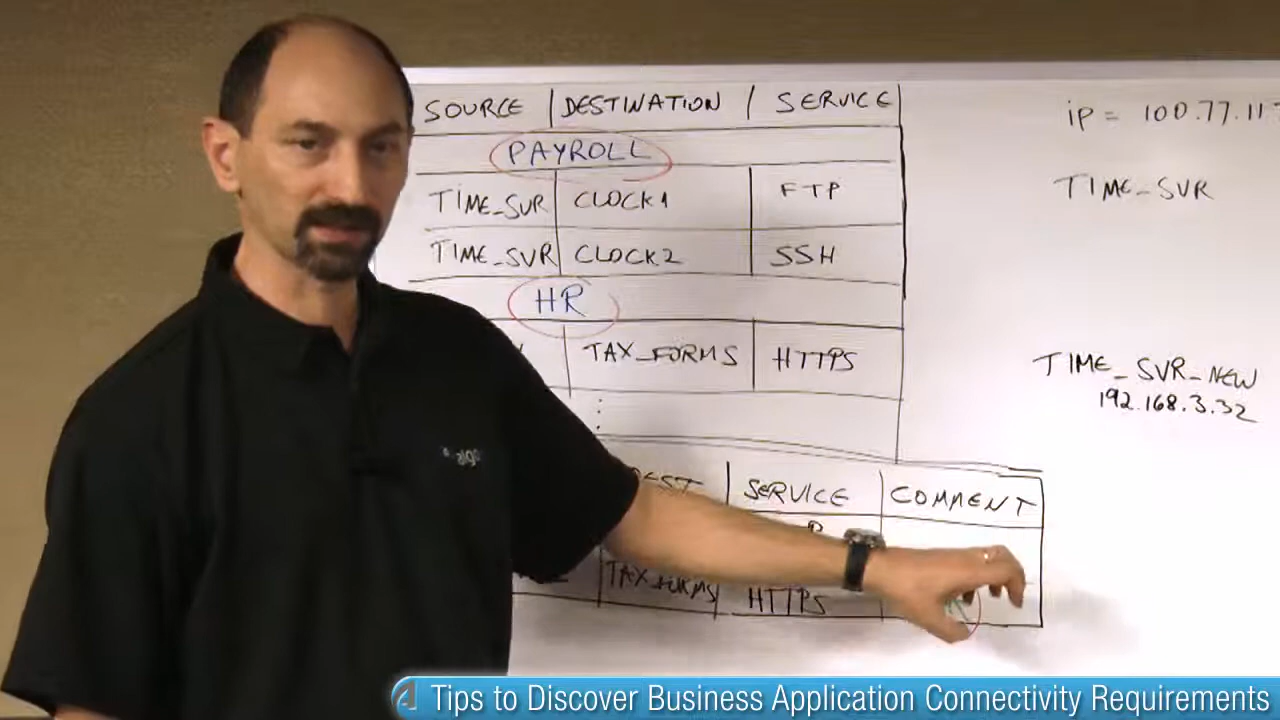 SOURCE | DESTINATION | SERVICE
PAYROLL
TIME_SVR CLOCK1 FTP
TIME_SVR CLOCK2 SSH
HR
TAX_FORMS HTTPS
SERVICE COMMENT
TAX_FORMS HTTPS
ip = 100.77.11
TIME_SVR
TIME_SVR_NEW
192.168.3.32
Tips to Discover Business Application Connectivity Requirements